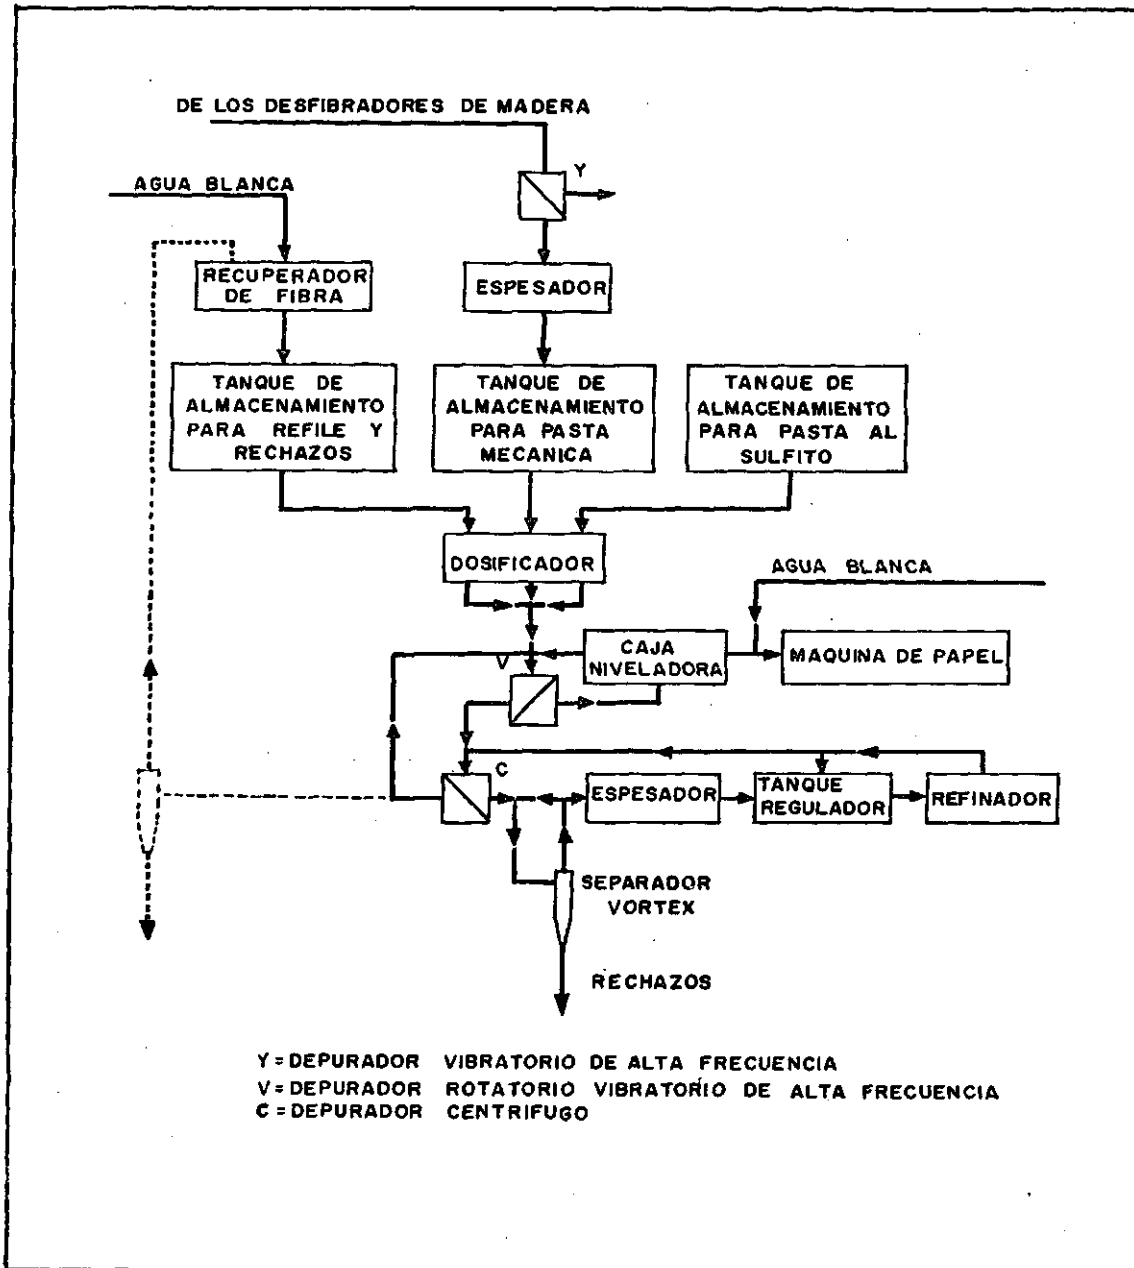 DE LOS DESFIBRADORES DE MADERA
Y
AGUA BLANCA
RECUPERADOR
DE FIBRA
ESPESADOR
TANQUE DE
ALMACENAMIENTO
PARA REFILE Y
RECHAZOS
TANQUE DE
ALMACENAMIENTO
PARA PASTA
MECANICA
TANQUE DE
ALMACENAMIENTO
PARA PASTA AL
SULFITO
DOSIFICADOR
AGUA BLANCA
V
CAJA
NIVELADORA
MAQUINA DE PAPEL
C
ESPESADOR
TANQUE
REGULADOR
REFINADOR
SEPARADOR
VORTEX
RECHAZOS
Y = DEPURADOR VIBRATORIO DE ALTA FRECUENCIA
V = DEPURADOR ROTATORIO VIBRATORIO DE ALTA FRECUENCIA
C = DEPURADOR CENTRIFUGO